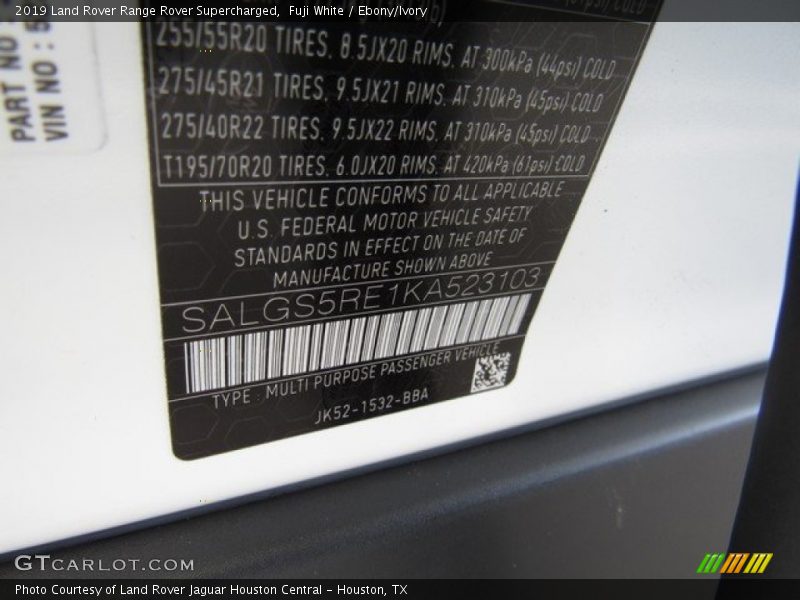 2019 Land Rover Range Rover Supercharged, Fuji White / Ebony/Ivory
PART NO
VIN NO : 5
255/55R20 TIRES, 8.5JX20 RIMS, AT 300kPa (44psi) COLD
275/45R21 TIRES, 9.5JX21 RIMS, AT 310kPa (45psi) COLD
275/40R22 TIRES, 9.5JX22 RIMS, AT 310kPa (45psi) COLD
T195/70R20 TIRES, 6.0JX20 RIMS, AT 420kPa (61psi) COLD
THIS VEHICLE CONFORMS TO ALL APPLICABLE
U.S. FEDERAL MOTOR VEHICLE SAFETY
STANDARDS IN EFFECT ON THE DATE OF
MANUFACTURE SHOWN ABOVE
SALGS5RE1KA523103
TYPE : MULTI PURPOSE PASSENGER VEHICLE
JK52-1532-BBA
GTCARLOT.COM
Photo Courtesy of Land Rover Jaguar Houston Central - Houston, TX